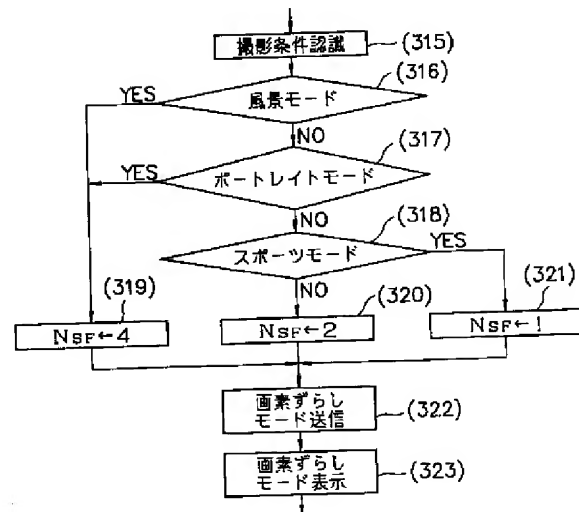 撮影条件認識
(315)
(316)
YES
風景モード
NO
(317)
YES
ポートレイトモード
NO
(318)
スポーツモード
YES
NO
(319)
(320)
(321)
NSF←4
NSF←2
NSF←1
画素ずらし
モード送信
(322)
画素ずらし
モード表示
(323)